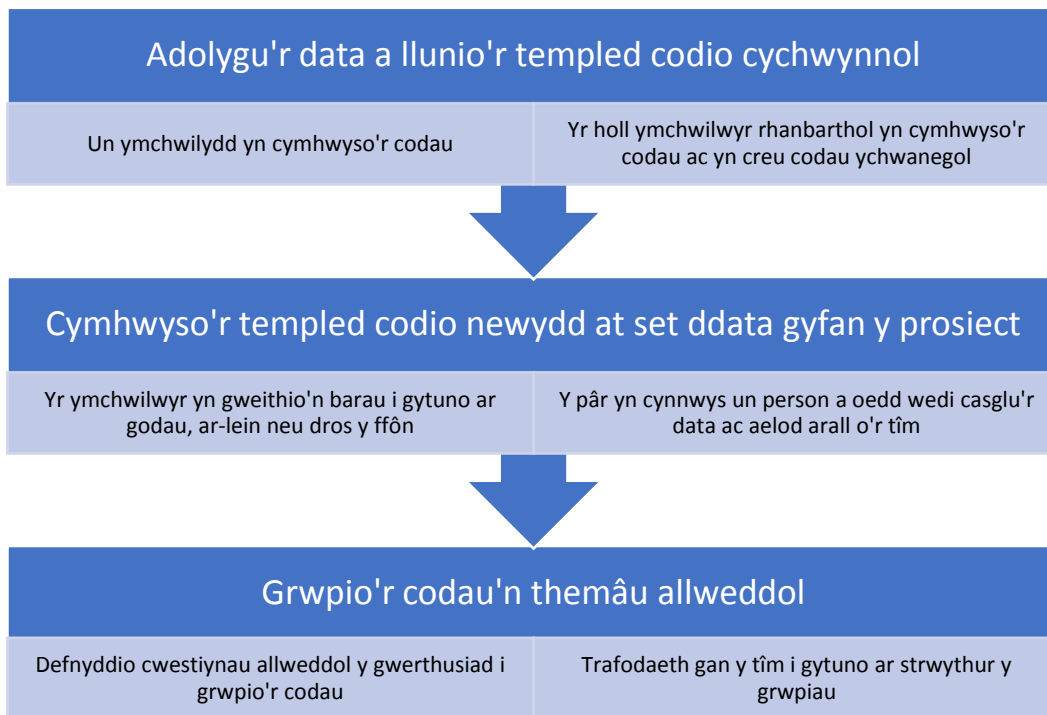 Adolygu'r data a llunio'r templed codio cychwynnol
Un ymchwilydd yn cymhwyso'r codau
Yr holl ymchwilwyr rhanbarthol yn cymhwyso'r
codau ac yn creu codau ychwanegol
Cymhwyso'r templed codio newydd at set ddata gyfan y prosiect
Yr ymchwilwyr yn gweithio'n barau i gytuno ar
godau, ar-lein neu dros y ffôn
Y pâr yn cynnwys un person a oedd wedi casglu'r
data ac aelod arall o'r tîm
Grwpio'r codau'n themâu allweddol
Defnyddio cwestiynau allweddol y gwerthusiad i
grwpio'r codau
Trafodaeth gan y tîm i gytuno ar strwythur y
grwpiau